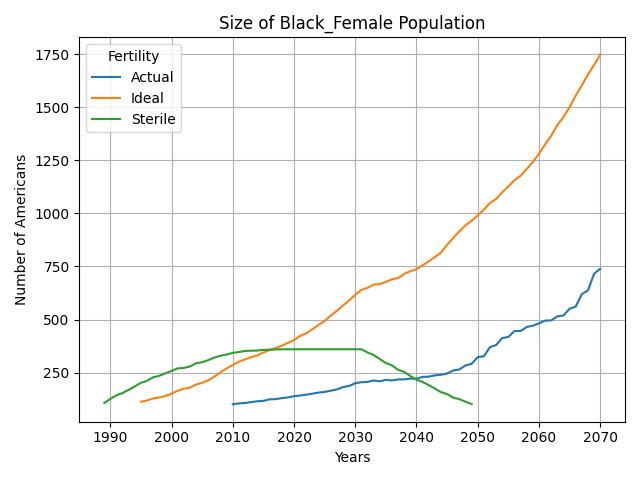 Size of Black_Female Population
Fertility
Actual
Ideal
Sterile
Number of Americans
1750
1500
1250
1000
750
500
250
1990 2000 2010 2020 2030 2040 2050 2060 2070
Years